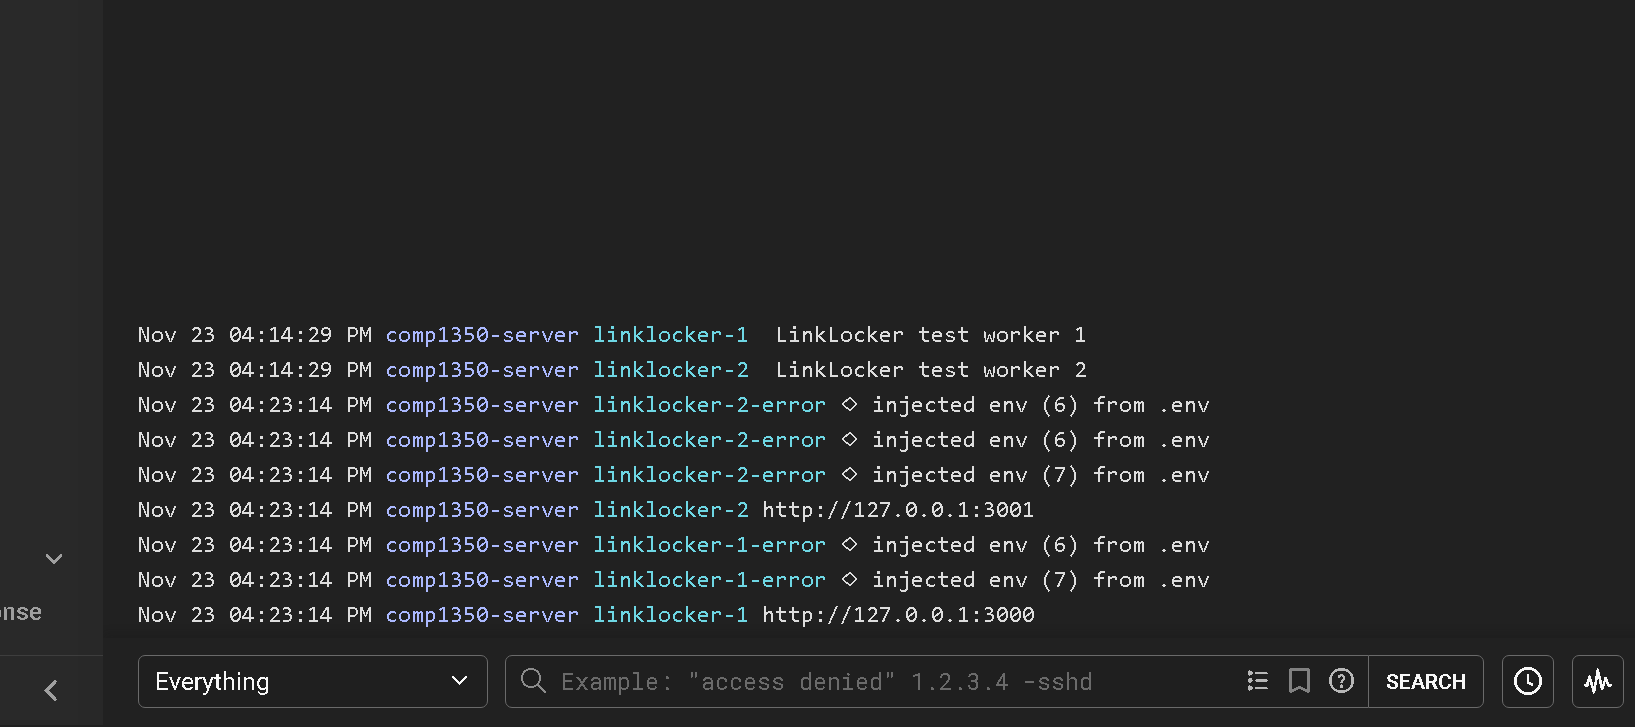 Nov 23 04:14:29 PM comp1350-server linklocker-1  LinkLocker test worker 1
Nov 23 04:14:29 PM comp1350-server linklocker-2  LinkLocker test worker 2
Nov 23 04:23:14 PM comp1350-server linklocker-2-error ◇ injected env (6) from .env
Nov 23 04:23:14 PM comp1350-server linklocker-2-error ◇ injected env (6) from .env
Nov 23 04:23:14 PM comp1350-server linklocker-2-error ◇ injected env (7) from .env
Nov 23 04:23:14 PM comp1350-server linklocker-2 http://127.0.0.1:3001
Nov 23 04:23:14 PM comp1350-server linklocker-1-error ◇ injected env (6) from .env
Nov 23 04:23:14 PM comp1350-server linklocker-1-error ◇ injected env (7) from .env
onse
Nov 23 04:23:14 PM comp1350-server linklocker-1 http://127.0.0.1:3000
Everything Example: "access denied" 1.2.3.4 -sshd SEARCH